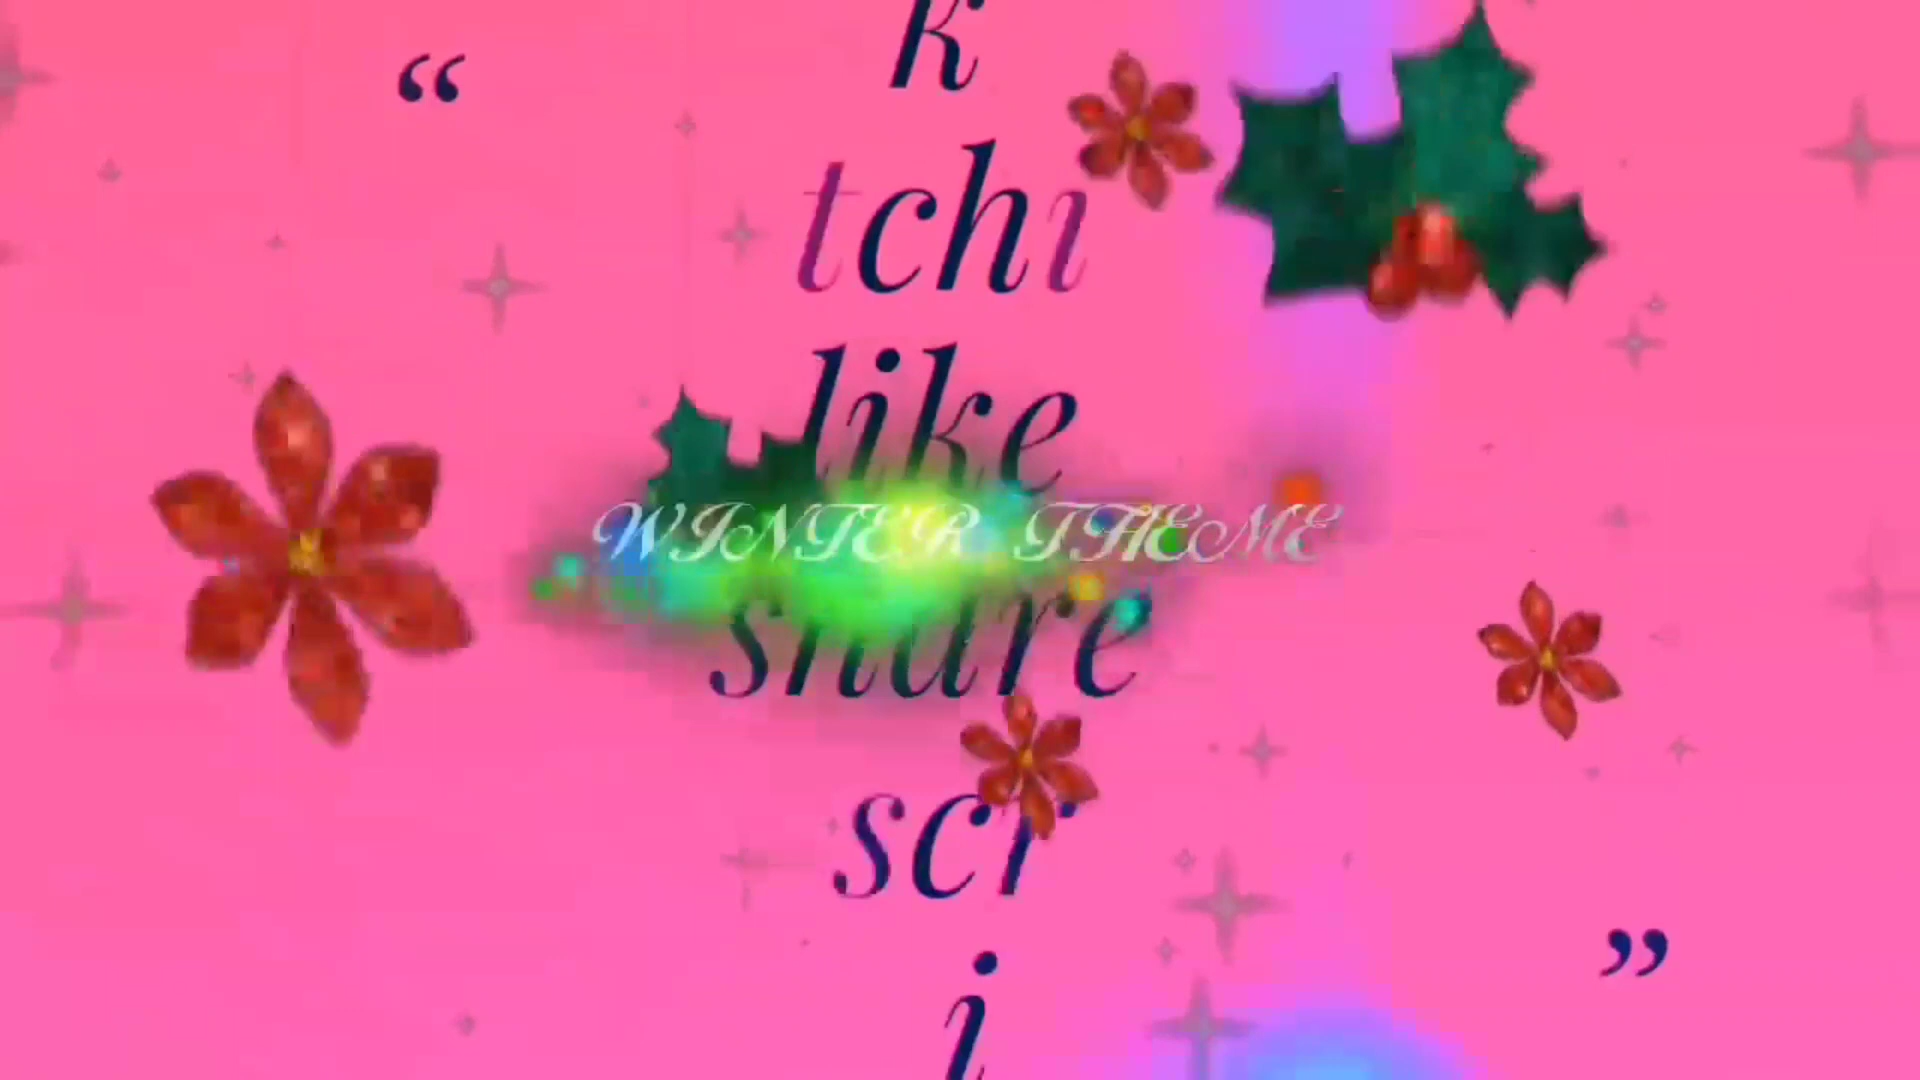 “
k
tchi
like
WINTER THEME
share
scr
”
i